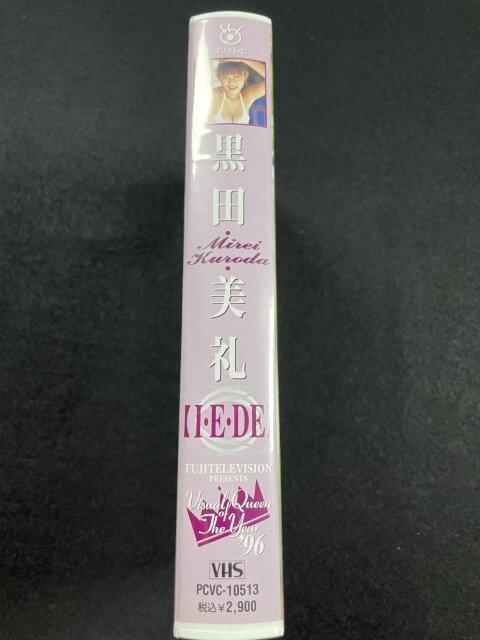 フジテレビ
黒田
Mirei
Kuroda
美礼
I·E·DE
FUJITELEVISION
PRESENTS
Visual Queen
of
The Year
'96
VHS
PCVC-10513
税込¥2,900